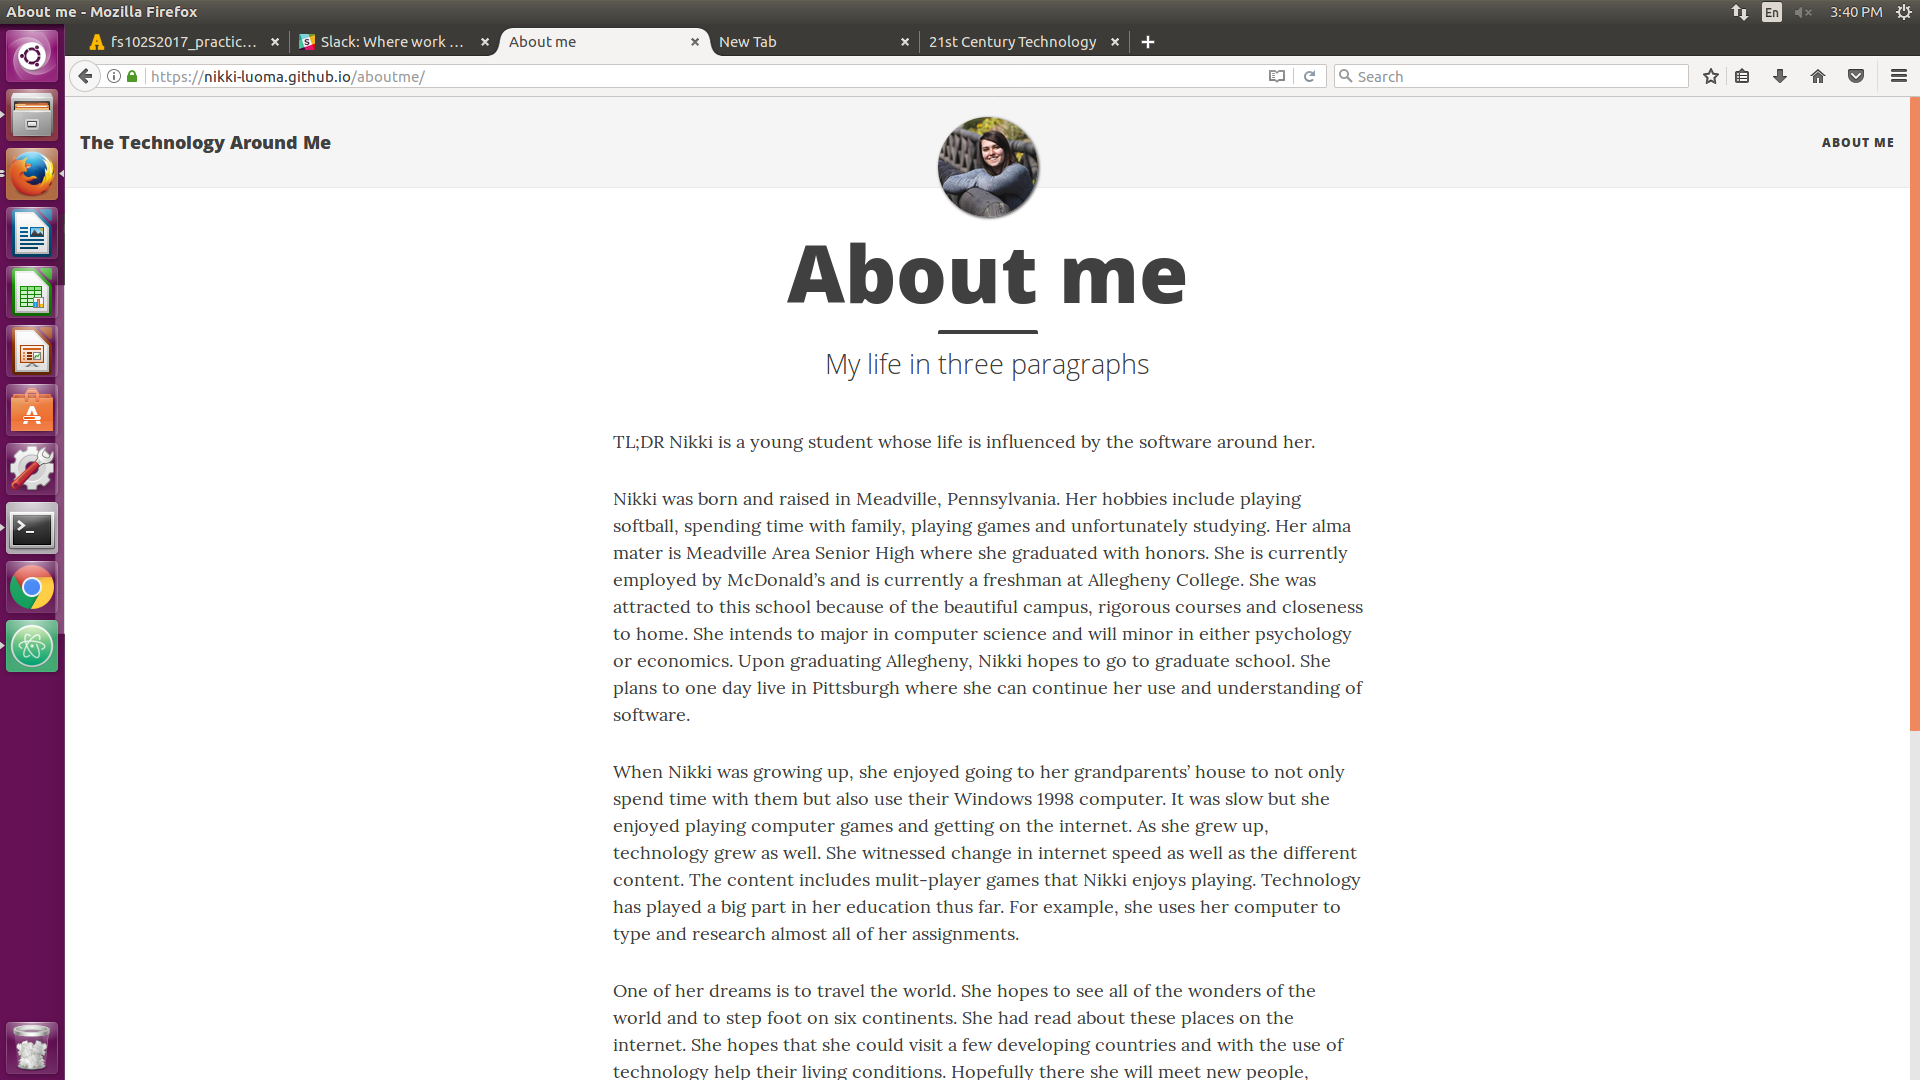 About me - Mozilla Firefox
En
3:40 PM
fs102S2017_practic...
Slack: Where work ...
About me
New Tab
21st Century Technology
https://nikki-luoma.github.io/aboutme/
Search
The Technology Around Me
ABOUT ME
About me
My life in three paragraphs
TL;DR Nikki is a young student whose life is influenced by the software around her.
Nikki was born and raised in Meadville, Pennsylvania. Her hobbies include playing
softball, spending time with family, playing games and unfortunately studying. Her alma
mater is Meadville Area Senior High where she graduated with honors. She is currently
employed by McDonald’s and is currently a freshman at Allegheny College. She was
attracted to this school because of the beautiful campus, rigorous courses and closeness
to home. She intends to major in computer science and will minor in either psychology
or economics. Upon graduating Allegheny, Nikki hopes to go to graduate school. She
plans to one day live in Pittsburgh where she can continue her use and understanding of
software.
When Nikki was growing up, she enjoyed going to her grandparents’ house to not only
spend time with them but also use their Windows 1998 computer. It was slow but she
enjoyed playing computer games and getting on the internet. As she grew up,
technology grew as well. She witnessed change in internet speed as well as the different
content. The content includes mulit-player games that Nikki enjoys playing. Technology
has played a big part in her education thus far. For example, she uses her computer to
type and research almost all of her assignments.
One of her dreams is to travel the world. She hopes to see all of the wonders of the
world and to step foot on six continents. She had read about these places on the
internet. She hopes that she could visit a few developing countries and with the use of
technology help their living conditions. Hopefully there she will meet new people,